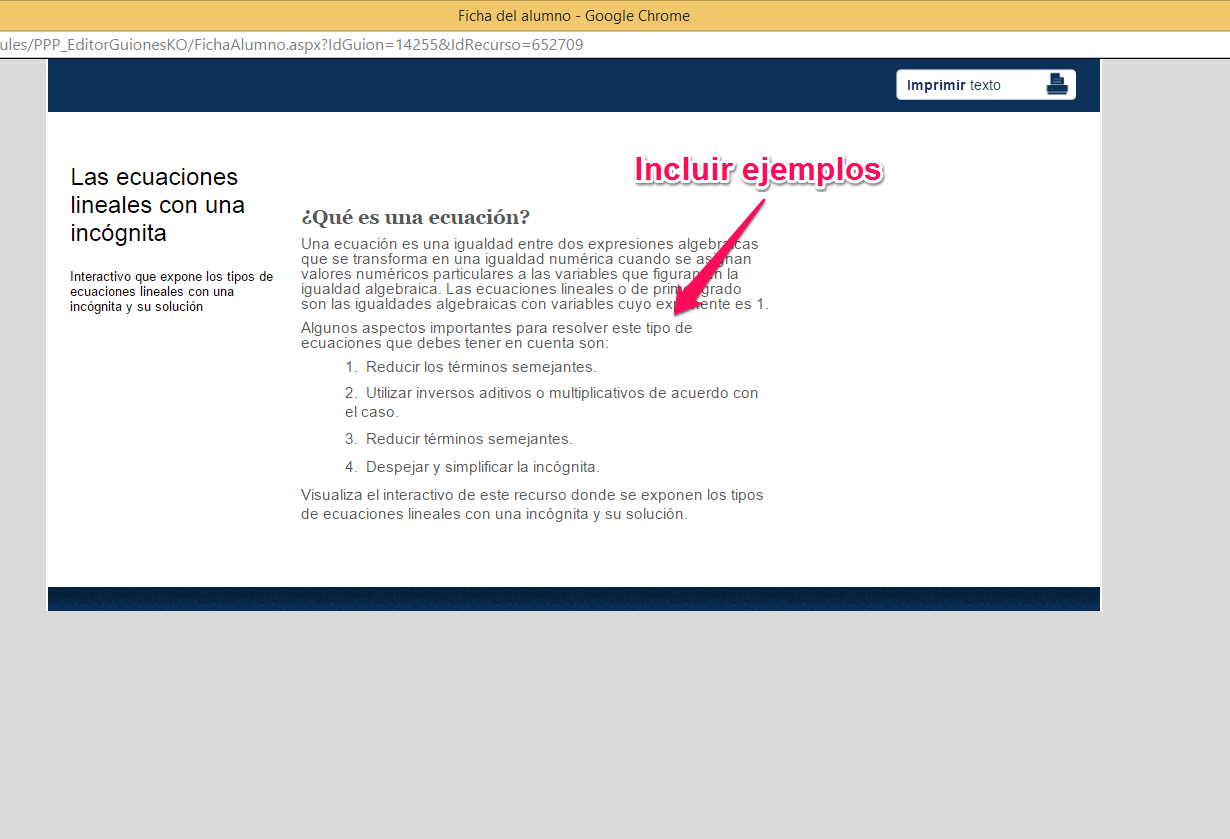 Ficha del alumno - Google Chrome
ules/PPP_EditorGuionesKO/FichaAlumno.aspx?IdGuion=14255&IdRecurso=652709
Imprimir texto
Incluir ejemplos
Las ecuaciones
lineales con una
incógnita
Interactivo que expone los tipos de
ecuaciones lineales con una
incógnita y su solución
¿Qué es una ecuación?
Una ecuación es una igualdad entre dos expresiones algebraicas
que se transforma en una igualdad numérica cuando se asignan
valores numéricos particulares a las variables que figuran en la
igualdad algebraica. Las ecuaciones lineales o de primer grado
son las igualdades algebraicas con variables cuyo exponente es 1.
Algunos aspectos importantes para resolver este tipo de
ecuaciones que debes tener en cuenta son:
1. Reducir los términos semejantes.
2. Utilizar inversos aditivos o multiplicativos de acuerdo con
el caso.
3. Reducir términos semejantes.
4. Despejar y simplificar la incógnita.
Visualiza el interactivo de este recurso donde se exponen los tipos
de ecuaciones lineales con una incógnita y su solución.